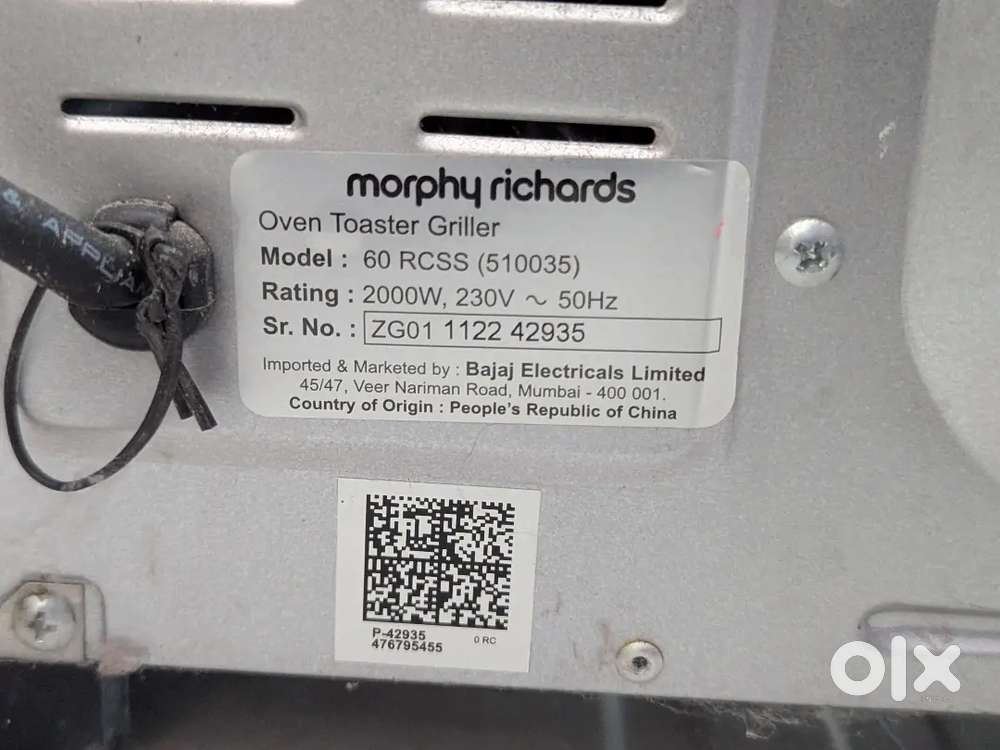 & APPLIA
morphy richards
Oven Toaster Griller
Model : 60 RCSS (510035)
Rating : 2000W, 230V ~ 50Hz
Sr. No. : ZG01 1122 42935
Imported & Marketed by : Bajaj Electricals Limited
45/47, Veer Nariman Road, Mumbai - 400 001.
Country of Origin : People's Republic of China
P-42935 0 RC
476795455
olx